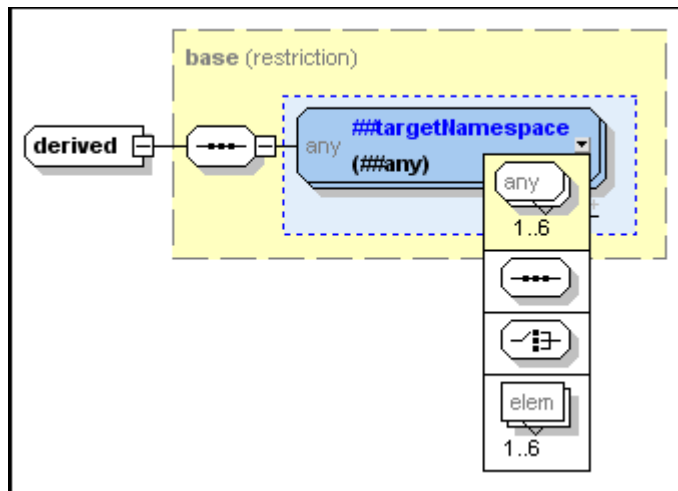 base (restriction)
derived
any
##targetNamespace
(##any)
any
1..6
elem
1..6